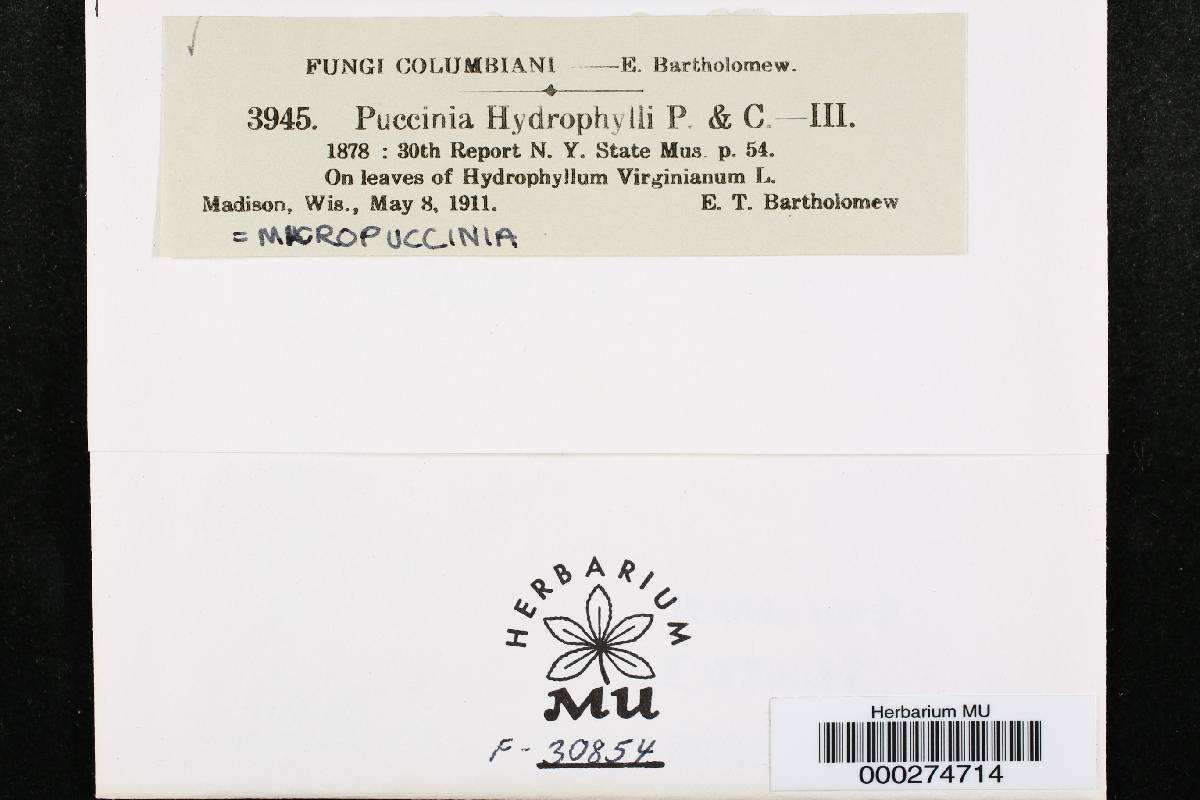 FUNGI COLUMBIANI ——E. Bartholomew.
3945. Puccinia Hydrophylli P. & C.—III.
1878 : 30th Report N. Y. State Mus. p. 54.
On leaves of Hydrophyllum Virginianum L.
Madison, Wis., May 8, 1911. E. T. Bartholomew
= MICROPUCCINIA
HERBARIUM
MU
F- 30854
Herbarium MU
000274714